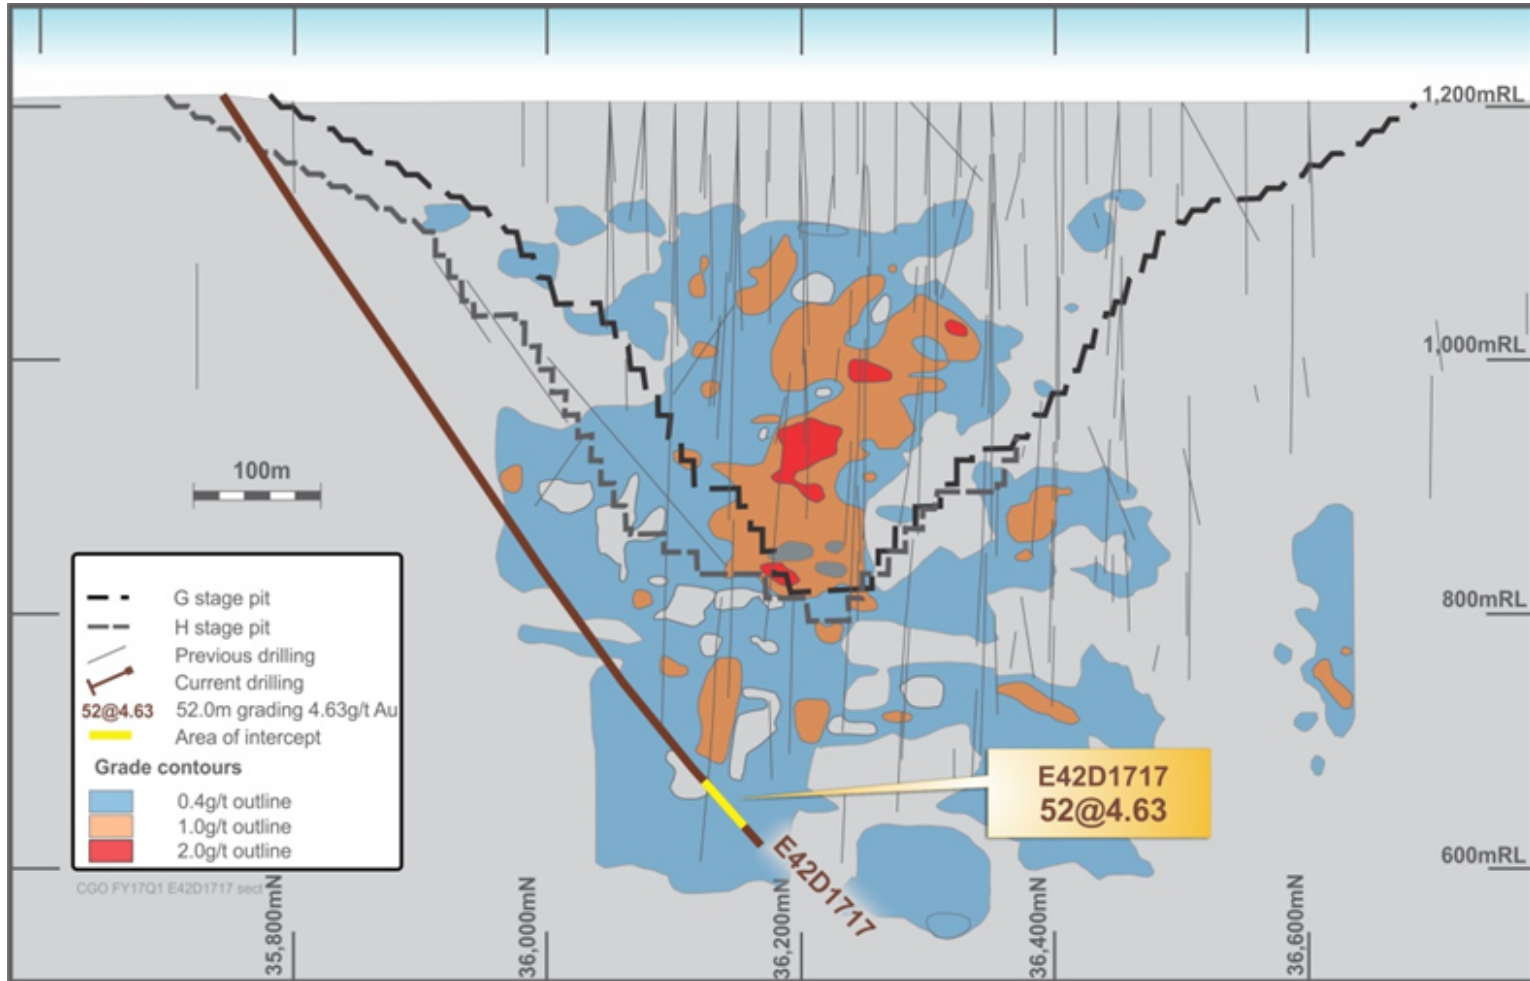 1,200mRL
1,000mRL
100m
G stage pit
H stage pit
Previous drilling
Current drilling
52@4.63 52.0m grading 4.63g/t Au
Area of intercept
Grade contours
0.4g/t outline
1.0g/t outline
2.0g/t outline
CGO FY17Q1 E42D1717 sect
800mRL
E42D1717
52@4.63
E42D1717
600mRL
35,800mN
36,000mN
36,200mN
36,400mN
36,600mN